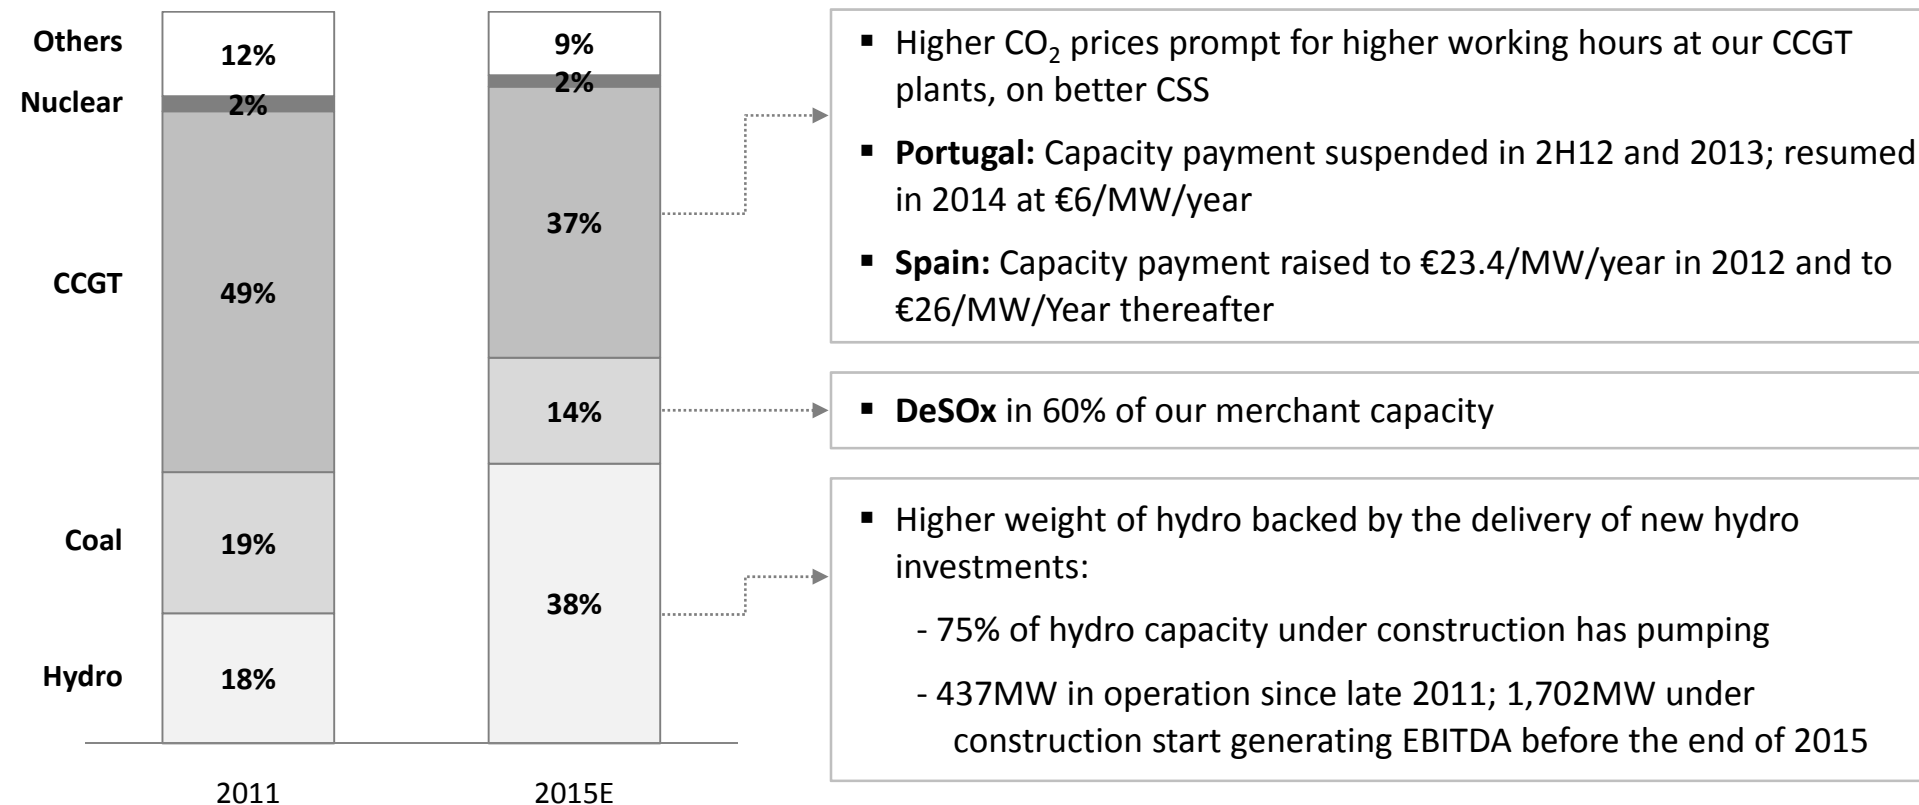 Others
12%
9%
Nuclear
2%
2%
CCGT
49%
37%
Coal
19%
14%
Hydro
18%
38%
2011
2015E
▪ Higher CO₂ prices prompt for higher working hours at our CCGT
plants, on better CSS
▪ Portugal: Capacity payment suspended in 2H12 and 2013; resumed
in 2014 at €6/MW/year
▪ Spain: Capacity payment raised to €23.4/MW/year in 2012 and to
€26/MW/Year thereafter
▪ DeSOx in 60% of our merchant capacity
▪ Higher weight of hydro backed by the delivery of new hydro
investments:
- 75% of hydro capacity under construction has pumping
- 437MW in operation since late 2011; 1,702MW under
construction start generating EBITDA before the end of 2015